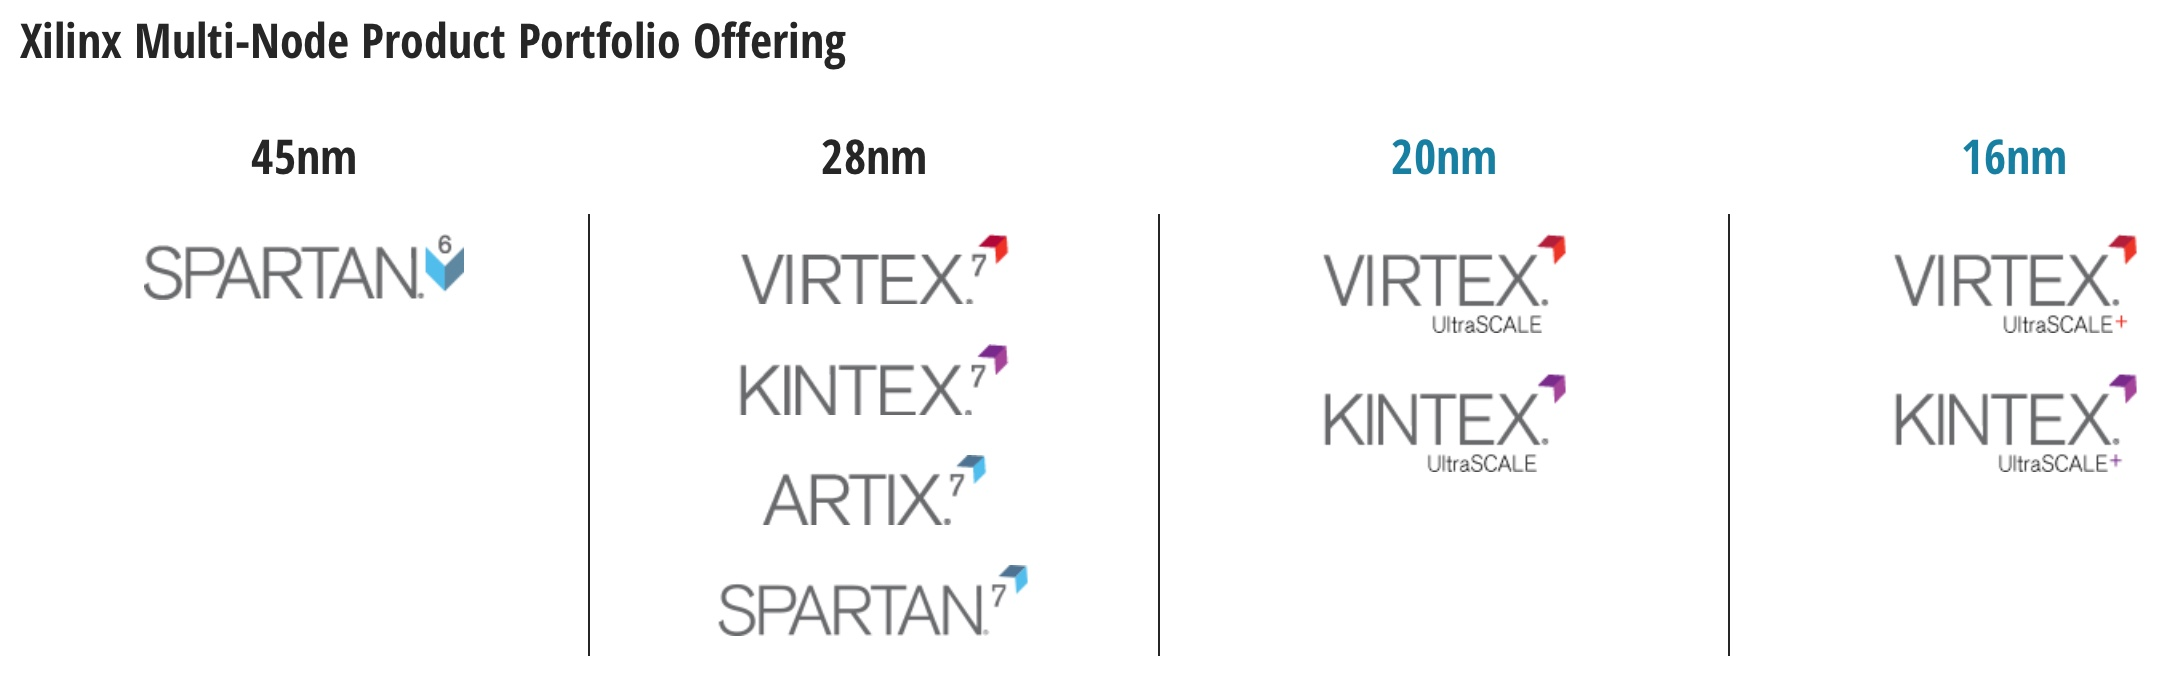 Xilinx Multi-Node Product Portfolio Offering
45nm
SPARTAN. 6
28nm
VIRTEX. 7
KINTEX. 7
ARTIX. 7
SPARTAN. 7
20nm
VIRTEX.
UltraSCALE
KINTEX.
UltraSCALE
16nm
VIRTEX.
UltraSCALE+
KINTEX.
UltraSCALE+